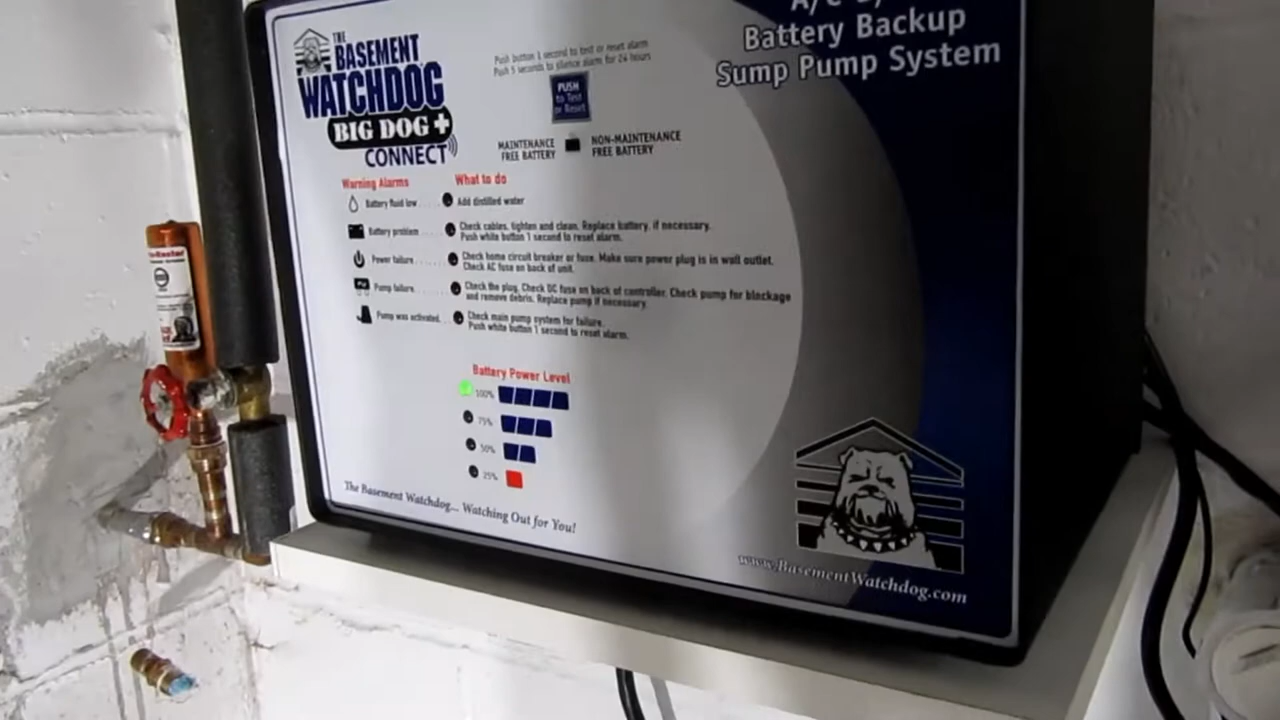 Battery Backup
Sump Pump System
THE
BASEMENT
WATCHDOG
BIG DOG+
CONNECT
Push button 1 second to test or reset alarm
Push 5 seconds to silence alarm for 24 hours
PUSH
to Test
or Reset
MAINTENANCE
FREE BATTERY
NON-MAINTENANCE
FREE BATTERY
Warning Alarms
What to do
Battery fluid low.....
Add distilled water
Battery problem .....
Check cables, tighten and clean. Replace battery, if necessary.
Push white button 1 second to reset alarm.
Power failure.......
Check home circuit breaker or fuse. Make sure power plug is in wall outlet.
Check AC fuse on back of unit.
Pump failure.......
Check the plug. Check DC fuse on back of controller. Check pump for blockage
and remove debris. Replace pump if necessary.
Pump was activated..
Check main pump system for failure.
Push white button 1 second to reset alarm.
Battery Power Level
100%
75%
50%
25%
The Basement Watchdog... Watching Out for You!
www.BasementWatchdog.com